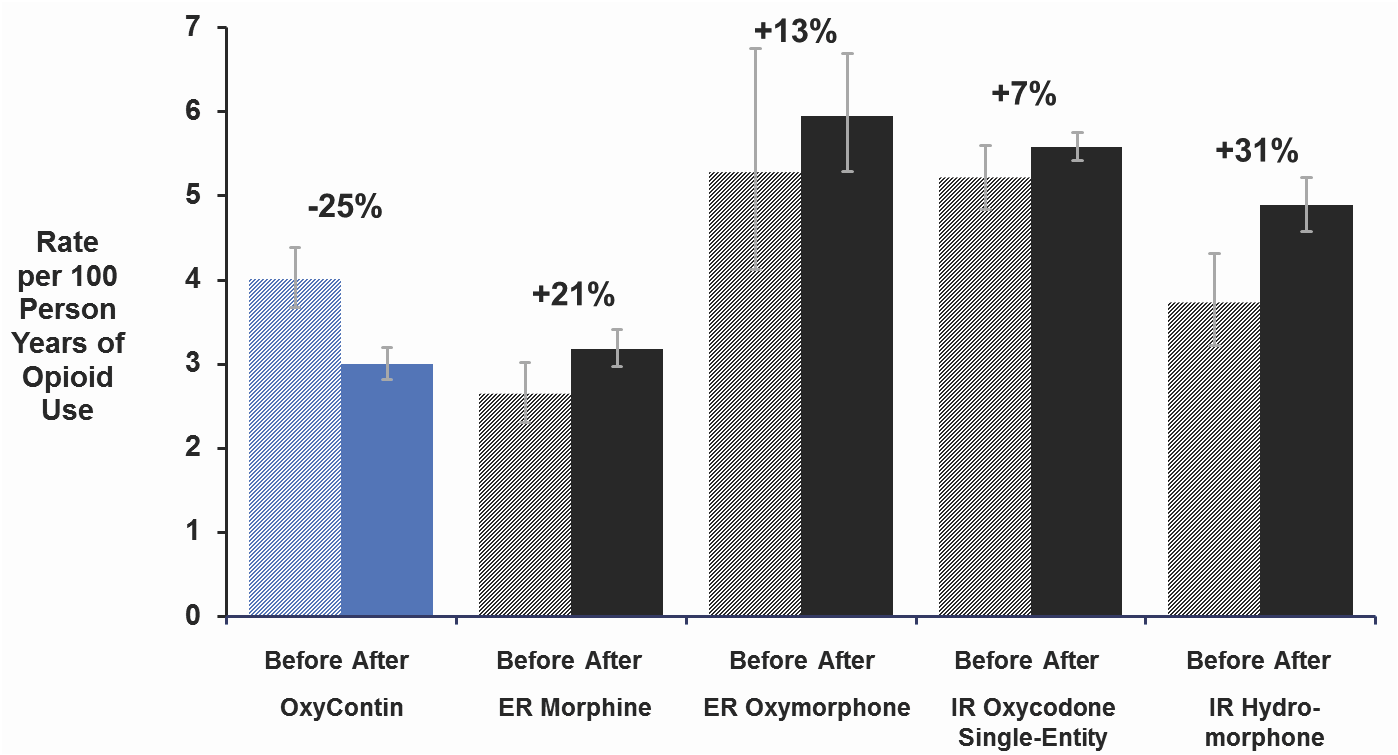 7
6
5
4
3
2
1
0
Rate
per 100
Person
Years of
Opioid
Use
-25%
+21%
+13%
+7%
+31%
Before After
Before After
Before After
Before After
Before After
OxyContin
ER Morphine
ER Oxymorphone
IR Oxycodone
Single-Entity
IR Hydro-
morphone